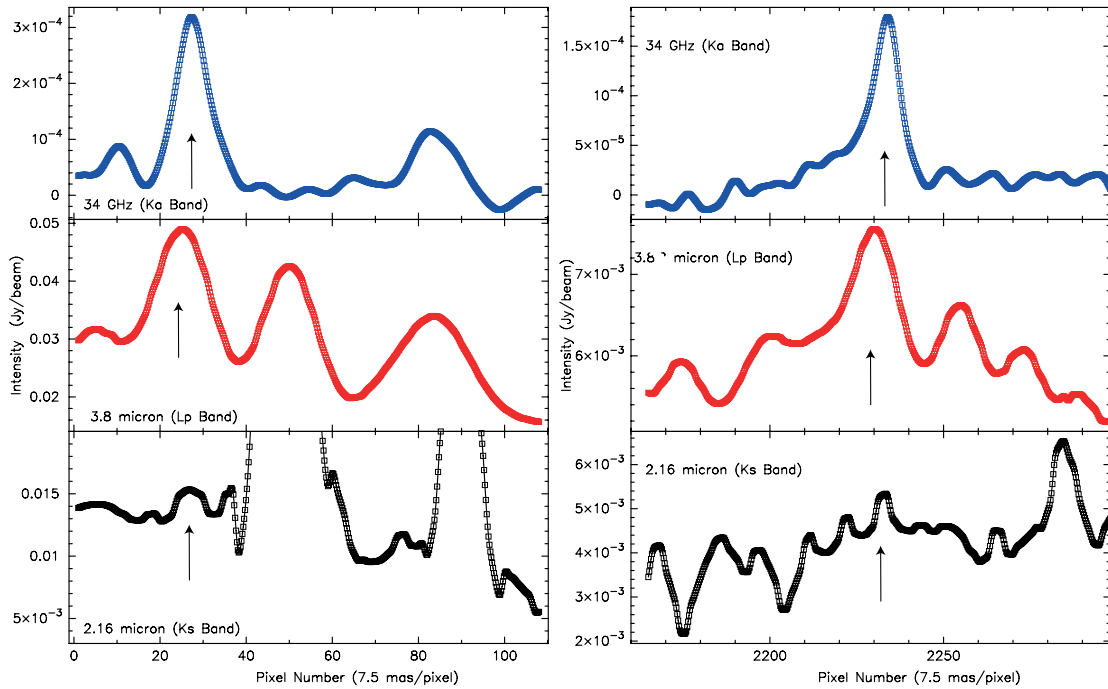 3×10⁻⁴
2×10⁻⁴
10⁻⁴
0
34 GHz (Ka Band)
0.05
0.04
0.03
0.02
Intensity (Jy/beam)
3.8 micron (Lp Band)
0.015
0.01
5×10⁻³
2.16 micron (Ks Band)
0 20 40 60 80 100
Pixel Number (7.5 mas/pixel)
34 GHz (Ka Band)
1.5×10⁻⁴
10⁻⁴
5×10⁻⁵
0
3.8 micron (Lp Band)
7×10⁻³
6×10⁻³
Intensity (Jy/beam)
2.16 micron (Ks Band)
6×10⁻³
5×10⁻³
4×10⁻³
3×10⁻³
2×10⁻³
2200 2250
Pixel Number (7.5 mas/pixel)